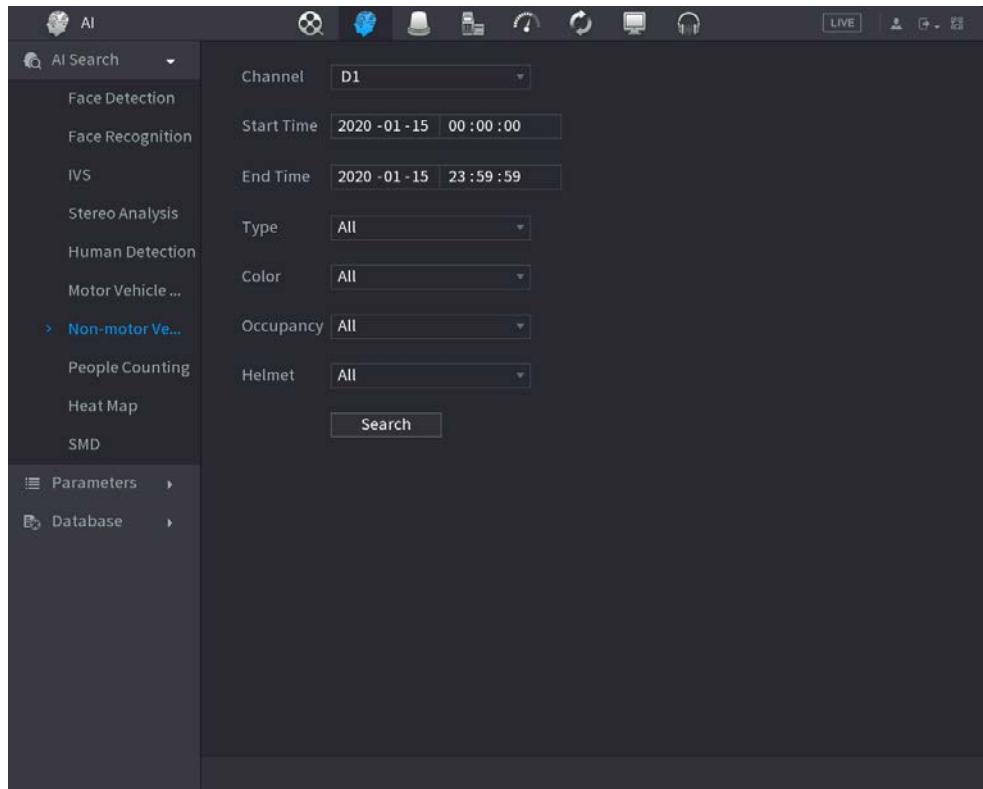 AI
LIVE
AI Search
Face Detection
Face Recognition
IVS
Stereo Analysis
Human Detection
Motor Vehicle ...
Non-motor Ve...
People Counting
Heat Map
SMD
Parameters
Database
Channel D1
Start Time 2020 -01 -15 00 :00 :00
End Time 2020 -01 -15 23 :59 :59
Type All
Color All
Occupancy All
Helmet All
Search